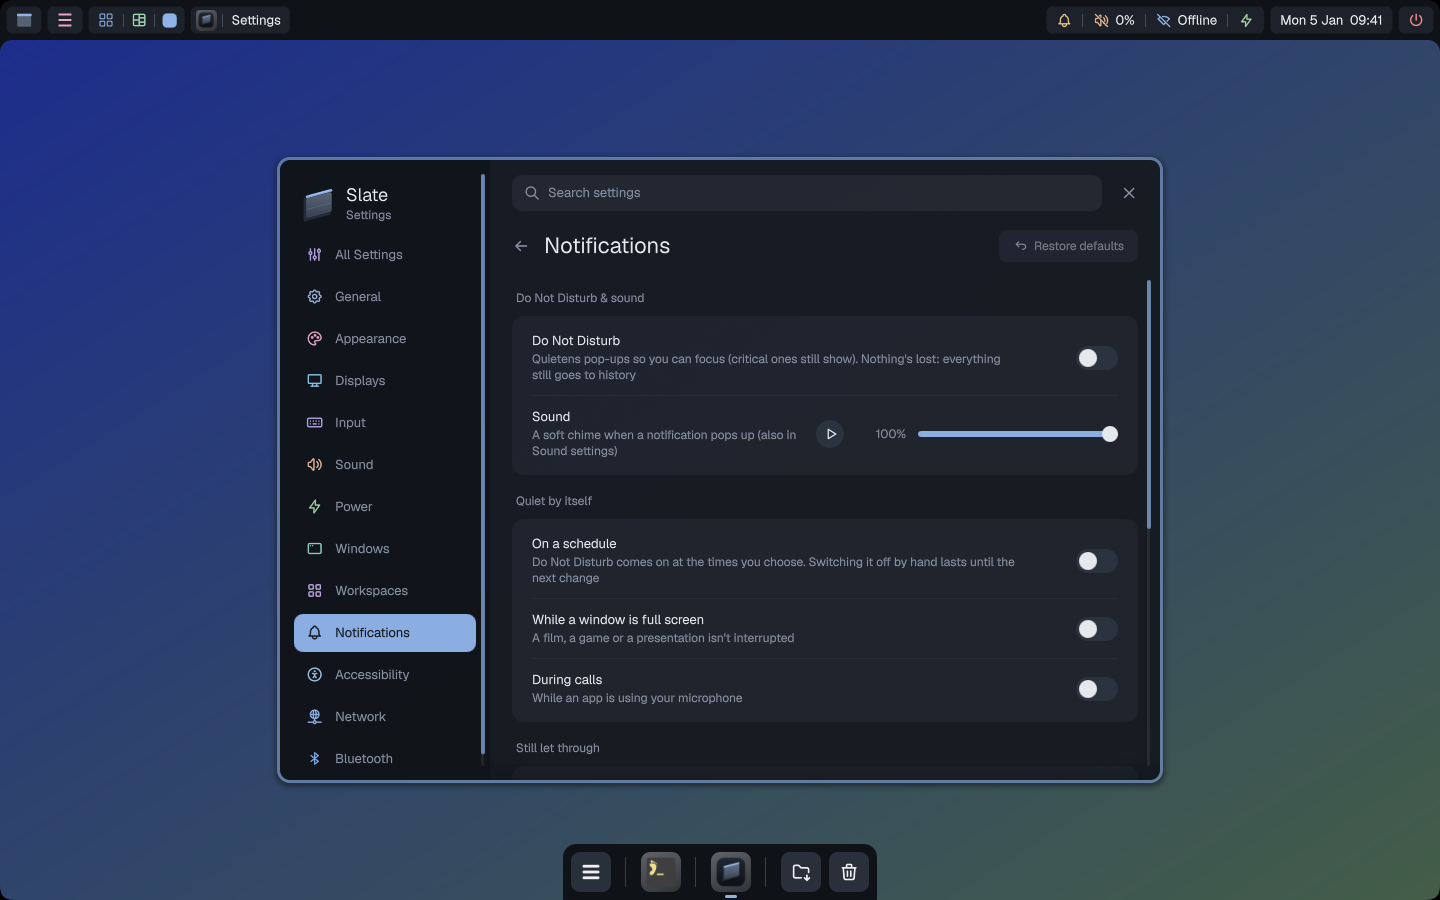 Settings
0%
Offline
Mon 5 Jan 09:41
Slate
Settings
All Settings
General
Appearance
Displays
Input
Sound
Power
Windows
Workspaces
Notifications
Accessibility
Network
Bluetooth
Search settings
Notifications
Restore defaults
Do Not Disturb & sound
Do Not Disturb
Quietens pop-ups so you can focus (critical ones still show). Nothing's lost: everything
still goes to history
Sound
A soft chime when a notification pops up (also in
Sound settings)
100%
Quiet by itself
On a schedule
Do Not Disturb comes on at the times you choose. Switching it off by hand lasts until the
next change
While a window is full screen
A film, a game or a presentation isn't interrupted
During calls
While an app is using your microphone
Still let through